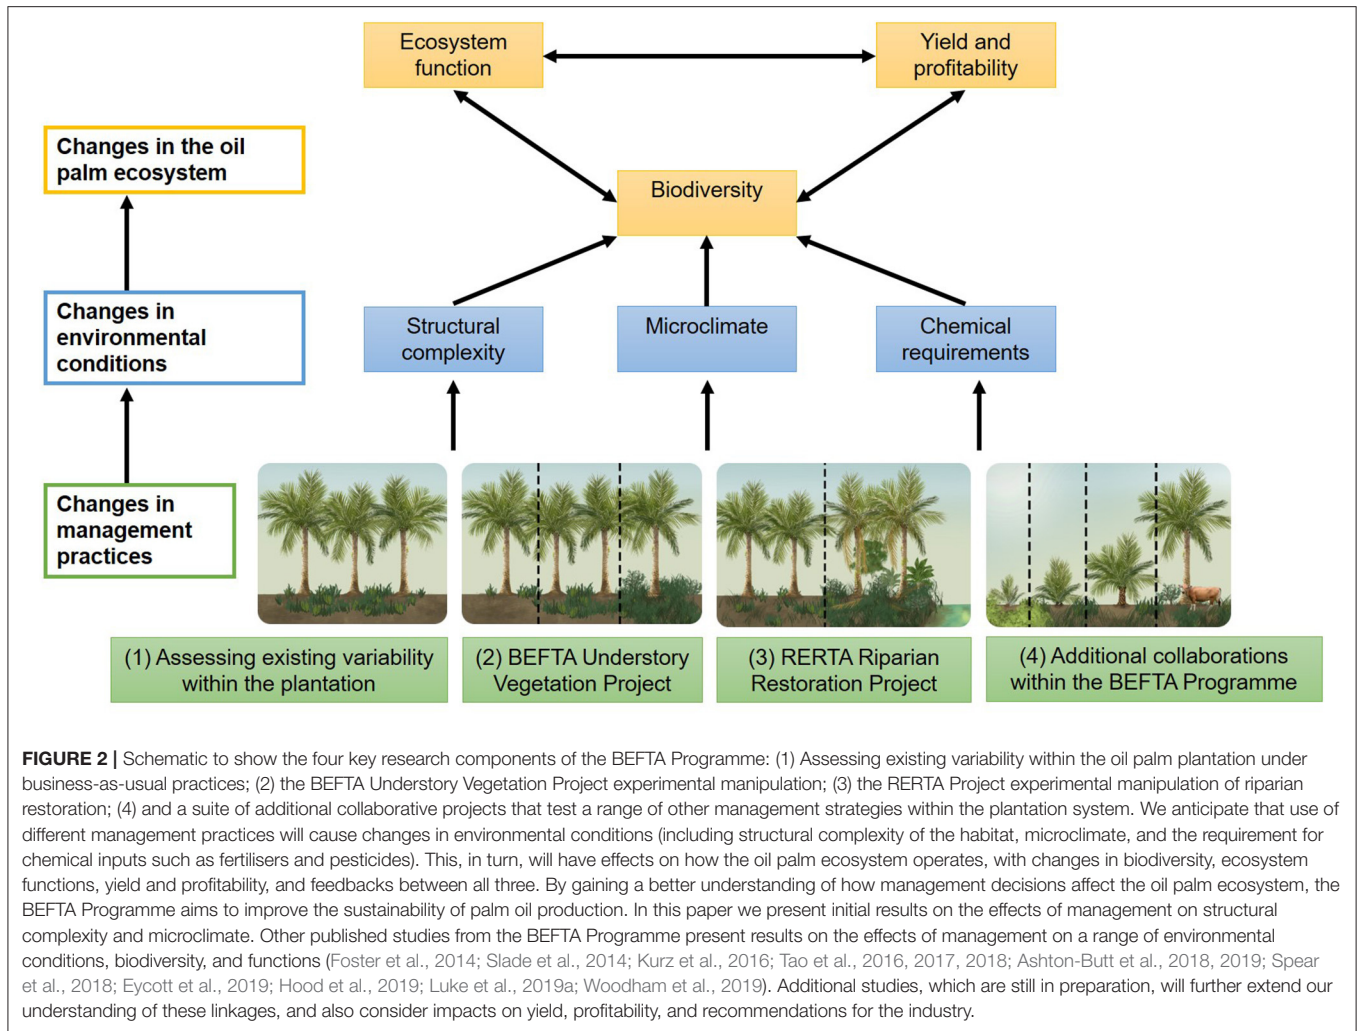 Ecosystem
function
Yield and
profitability
Changes in the oil
palm ecosystem
Biodiversity
Changes in
environmental
conditions
Structural
complexity
Microclimate
Chemical
requirements
Changes in
management
practices
(1) Assessing existing variability
within the plantation
(2) BEFTA Understory
Vegetation Project
(3) RERTA Riparian
Restoration Project
(4) Additional collaborations
within the BEFTA Programme
FIGURE 2 | Schematic to show the four key research components of the BEFTA Programme: (1) Assessing existing variability within the oil palm plantation under
business-as-usual practices; (2) the BEFTA Understory Vegetation Project experimental manipulation; (3) the RERTA Project experimental manipulation of riparian
restoration; (4) and a suite of additional collaborative projects that test a range of other management strategies within the plantation system. We anticipate that use of
different management practices will cause changes in environmental conditions (including structural complexity of the habitat, microclimate, and the requirement for
chemical inputs such as fertilisers and pesticides). This, in turn, will have effects on how the oil palm ecosystem operates, with changes in biodiversity, ecosystem
functions, yield and profitability, and feedbacks between all three. By gaining a better understanding of how management decisions affect the oil palm ecosystem, the
BEFTA Programme aims to improve the sustainability of palm oil production. In this paper we present initial results on the effects of management on structural
complexity and microclimate. Other published studies from the BEFTA Programme present results on the effects of management on a range of environmental
conditions, biodiversity, and functions (Foster et al., 2014; Slade et al., 2014; Kurz et al., 2016; Tao et al., 2016, 2017, 2018; Ashton-Butt et al., 2018, 2019; Spear
et al., 2018; Eycott et al., 2019; Hood et al., 2019; Luke et al., 2019a; Woodham et al., 2019). Additional studies, which are still in preparation, will further extend our
understanding of these linkages, and also consider impacts on yield, profitability, and recommendations for the industry.